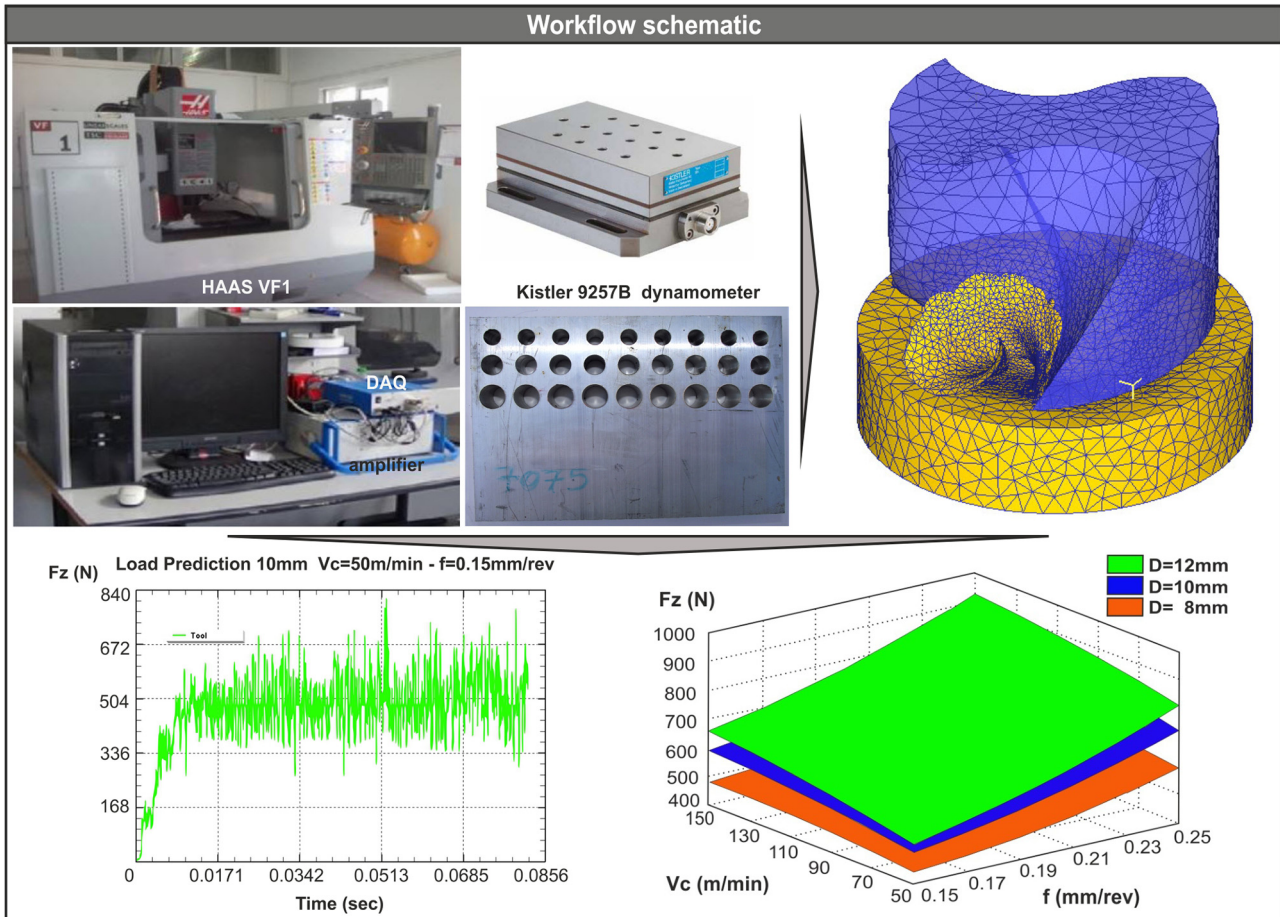 Workflow schematic
HAAS
VF
1
HAAS VF1
KISTLER
Kistler 9257B dynamometer
DAQ
amplifier
7075
Load Prediction 10mm Vc=50m/min - f=0.15mm/rev
Fz (N)
840
672
504
336
168
0
Tool
0 0.0171 0.0342 0.0513 0.0685 0.0856
Time (sec)
D=12mm
D=10mm
D= 8mm
Fz (N)
1000
900
800
700
600
500
400
150
130
110
90
70
50
Vc (m/min)
0.15
0.17
0.19
0.21
0.23
0.25
f (mm/rev)